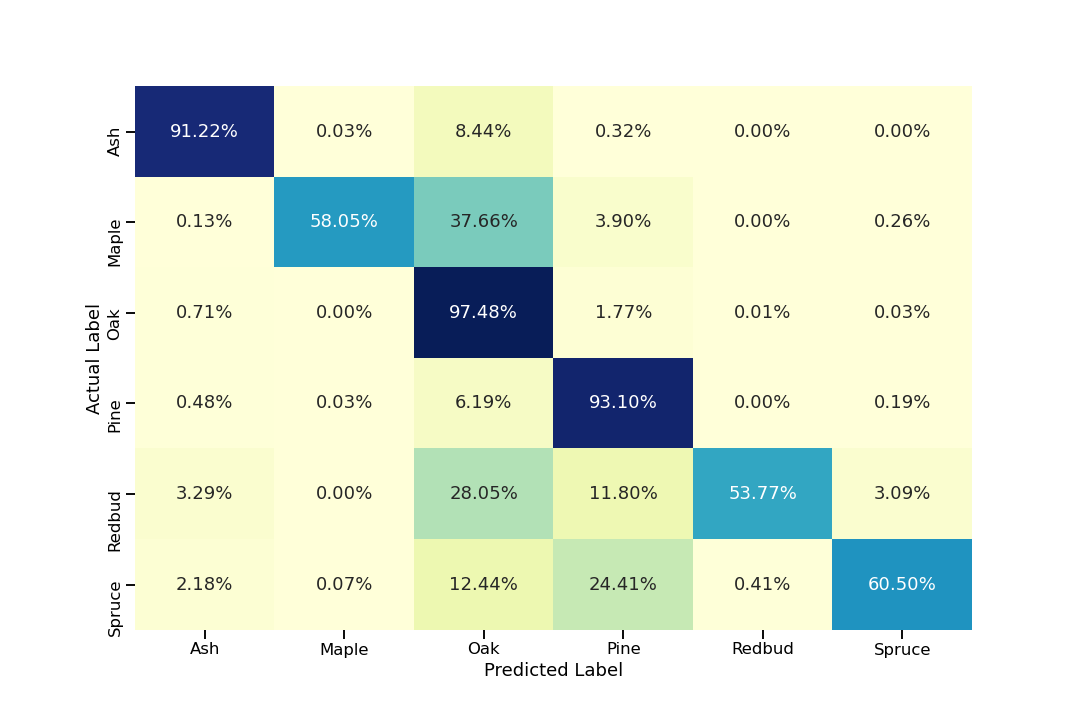 Actual Label
Ash 91.22% 0.03% 8.44% 0.32% 0.00% 0.00%
Maple 0.13% 58.05% 37.66% 3.90% 0.00% 0.26%
Oak 0.71% 0.00% 97.48% 1.77% 0.01% 0.03%
Pine 0.48% 0.03% 6.19% 93.10% 0.00% 0.19%
Redbud 3.29% 0.00% 28.05% 11.80% 53.77% 3.09%
Spruce 2.18% 0.07% 12.44% 24.41% 0.41% 60.50%
Ash Maple Oak Pine Redbud Spruce
Predicted Label